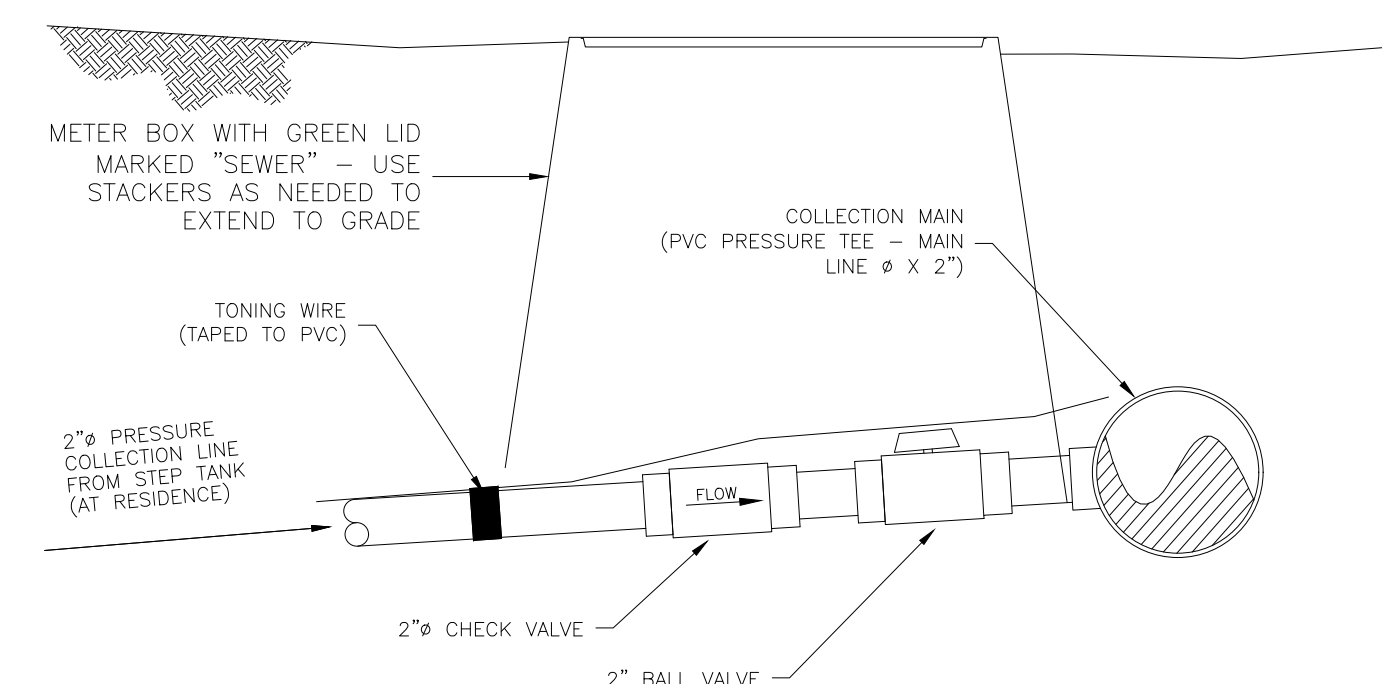 METER BOX WITH GREEN LID
MARKED ”SEWER” – USE
STACKERS AS NEEDED TO
EXTEND TO GRADE
COLLECTION MAIN
(PVC PRESSURE TEE – MAIN
LINE ø X 2”)
TONING WIRE
(TAPED TO PVC)
2”ø PRESSURE
COLLECTION LINE
FROM STEP TANK
(AT RESIDENCE)
FLOW
2”ø CHECK VALVE
2” BALL VALVE